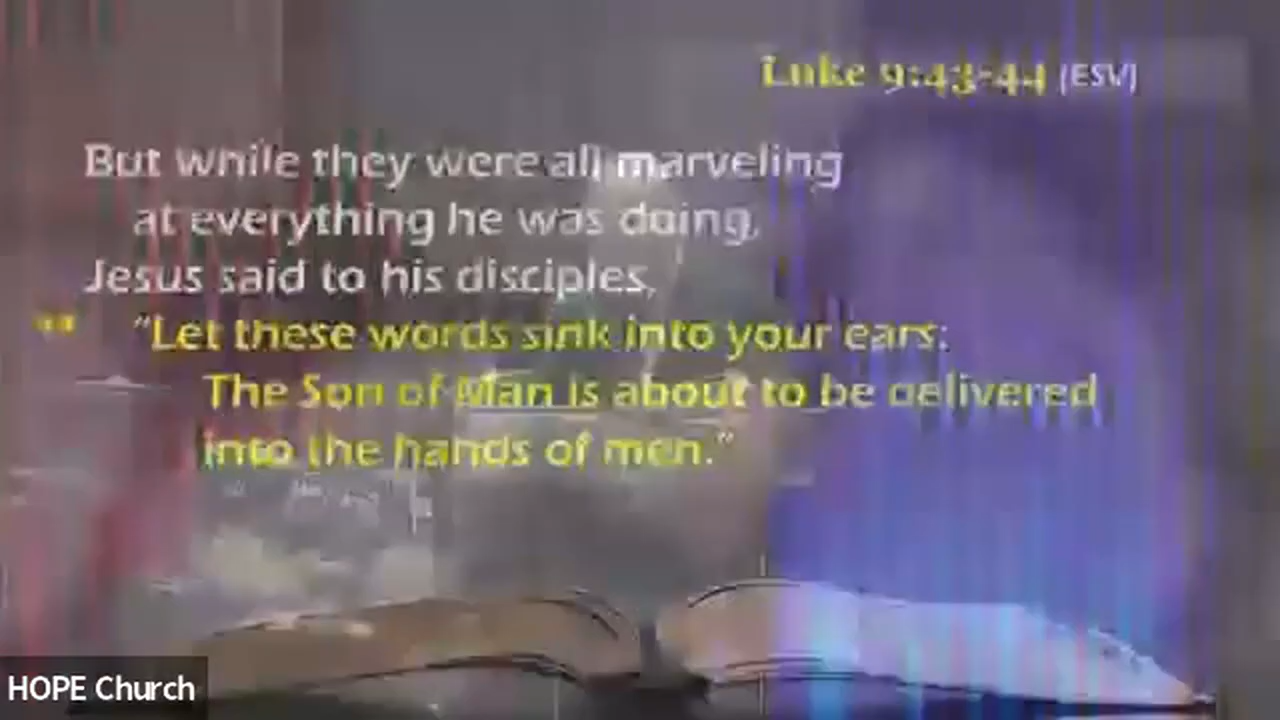 Luke 9:43-44 (ESV)
But while they were all marveling
at everything he was doing,
Jesus said to his disciples,
44 “Let these words sink into your ears:
The Son of Man is about to be delivered
into the hands of men.”
HOPE Church